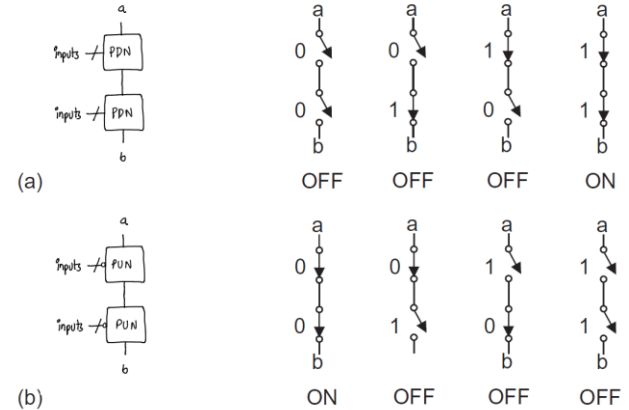 a a a a a
inputs PDN 0 0 1 1
inputs PDN 0 1 0 1
b b b b b
(a) OFF OFF OFF ON
a a a a a
inputs PUN 0 0 1 1
inputs PUN 0 1 0 1
b b b b
(b) ON OFF OFF OFF